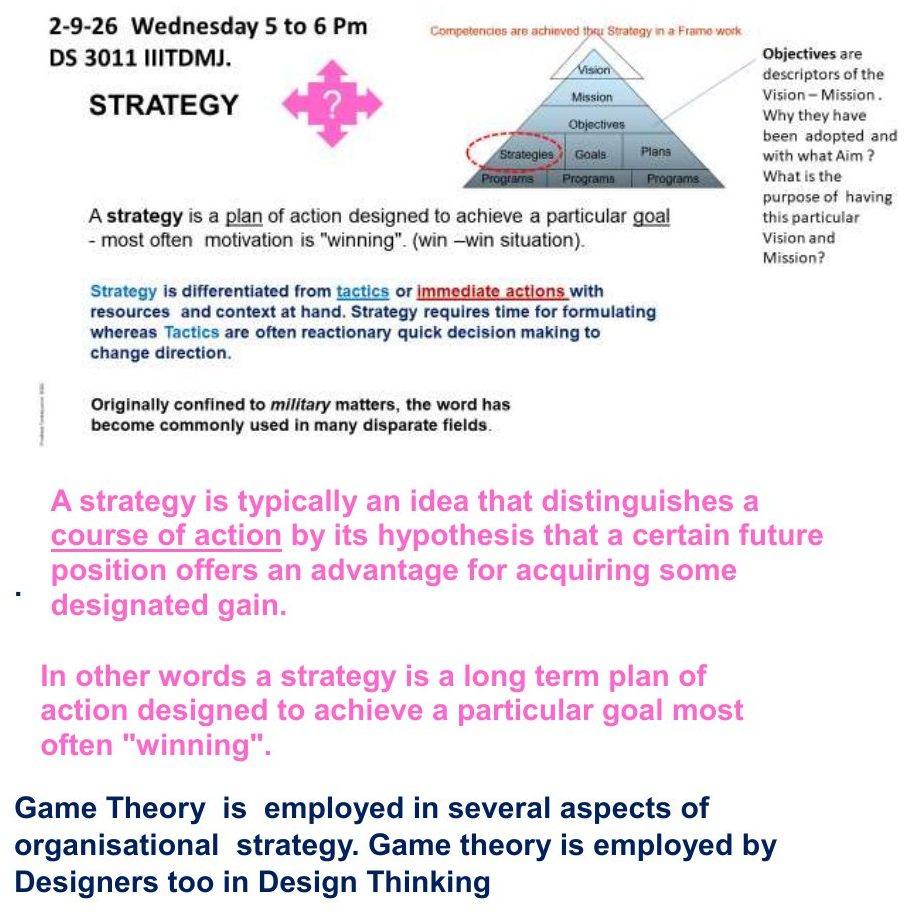 2-9-26 Wednesday 5 to 6 Pm
DS 3011 IIITDMJ.
STRATEGY
?
Competencies are achieved thru Strategy in a Frame work
Vision
Mission
Objectives
Strategies
Goals
Plans
Programs
Programs
Programs
Objectives are
descriptors of the
Vision – Mission .
Why they have
been adopted and
with what Aim ?
What is the
purpose of having
this particular
Vision and
Mission?
A strategy is a plan of action designed to achieve a particular goal
- most often motivation is "winning". (win –win situation).
Strategy is differentiated from tactics or immediate actions with
resources and context at hand. Strategy requires time for formulating
whereas Tactics are often reactionary quick decision making to
change direction.
Originally confined to military matters, the word has
become commonly used in many disparate fields.
A strategy is typically an idea that distinguishes a
course of action by its hypothesis that a certain future
position offers an advantage for acquiring some
designated gain.
.
In other words a strategy is a long term plan of
action designed to achieve a particular goal most
often "winning".
Game Theory is employed in several aspects of
organisational strategy. Game theory is employed by
Designers too in Design Thinking